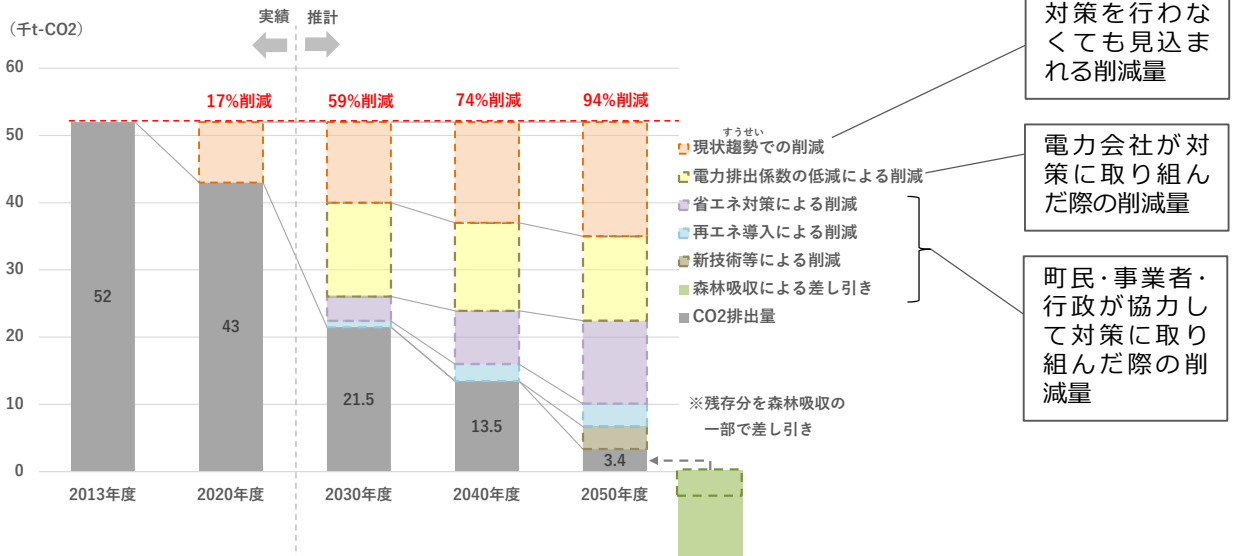 実績 推計
（千t-CO2）
60
50
40
30
20
10
0
17%削減
59%削減
74%削減
94%削減
52
43
21.5
13.5
3.4
2013年度
2020年度
2030年度
2040年度
2050年度
すうせい
現状趨勢での削減
電力排出係数の低減による削減
省エネ対策による削減
再エネ導入による削減
新技術等による削減
森林吸収による差し引き
CO2排出量
※残存分を森林吸収の
一部で差し引き
対策を行わな
くても見込ま
れる削減量
電力会社が対
策に取り組ん
だ際の削減量
町民･事業者･
行政が協力し
て対策に取り
組んだ際の削
減量